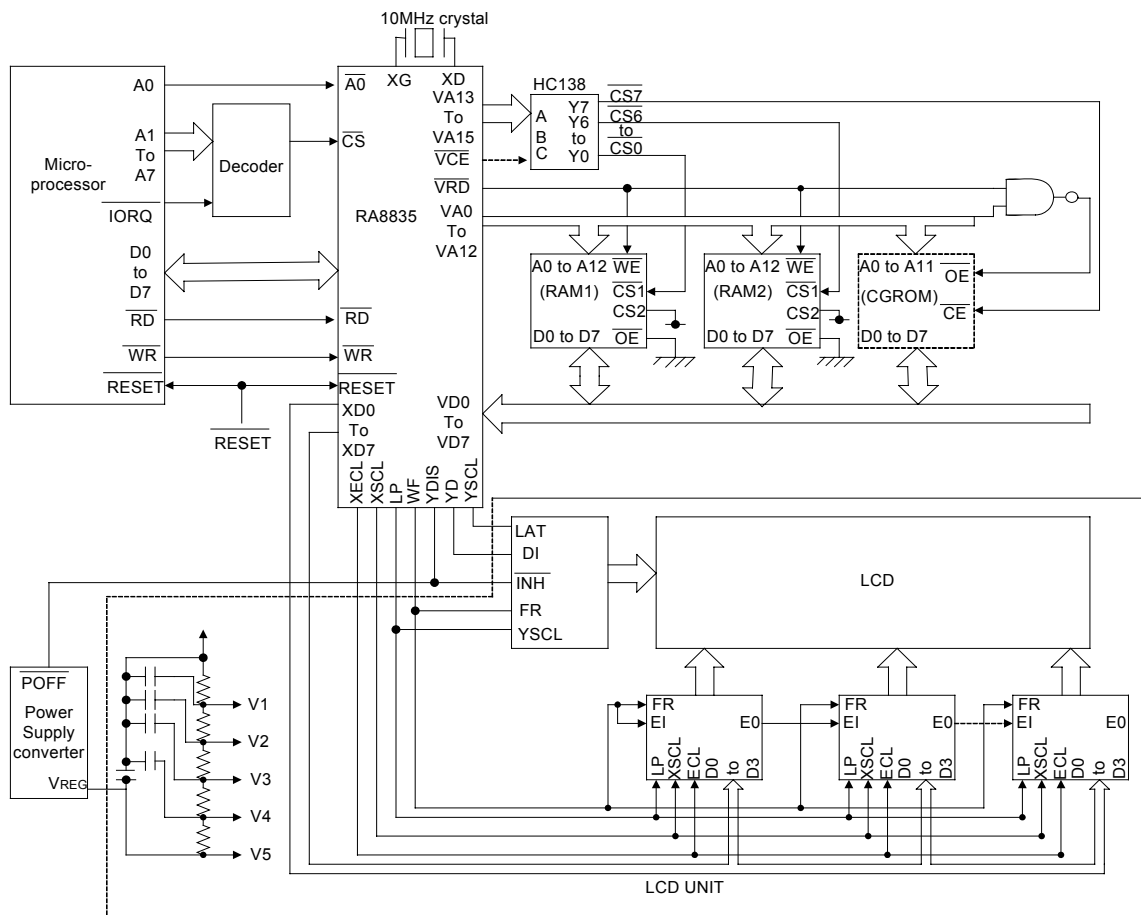 10MHz crystal
A0
A1
To
A7
Micro-
processor
IORQ
D0
to
D7
RD
WR
RESET
Decoder
RESET
XG
XD
A0
CS
VA13
To
VA15
VCE
VRD
RA8835
VA0
To
VA12
RD
WR
RESET
XD0
To
XD7
VD0
To
VD7
XECL
XSCL
LP
WF
YDIS
YD
YSCL
HC138
A
B
C
Y7
Y6
to
Y0
CS7
CS6
to
CS0
A0 to A12
WE
(RAM1)
CS1
CS2
D0 to D7
OE
A0 to A12
WE
(RAM2)
CS1
CS2
D0 to D7
OE
A0 to A11
OE
(CGROM)
CE
D0 to D7
LAT
DI
INH
FR
YSCL
LCD
POFF
Power
Supply
converter
VREG
V1
V2
V3
V4
V5
FR
EI
E0
LP
XSCL
ECL
D0
to
D3
FR
EI
E0
LP
XSCL
ECL
D0
to
D3
FR
EI
E0
LP
XSCL
ECL
D0
to
D3
LCD UNIT